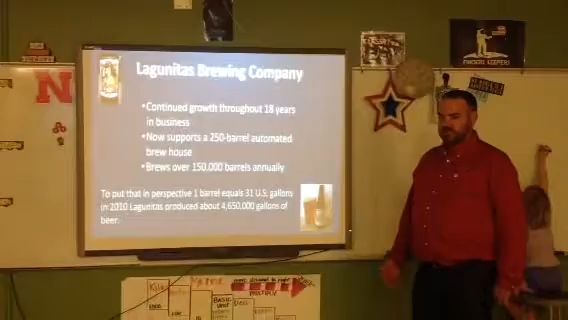 Lagunitas Brewing Company
•Continued growth throughout 18 years
in business
•Now supports a 250-barrel automated
brew house
•Brews over 150,000 barrels annually
To put that in perspective 1 barrel equals 31 U.S. gallons
in 2010 Lagunitas produced about 4,650,000 gallons of
beer.
N
FINDERS KEEPERS!
BASIC
UNIT